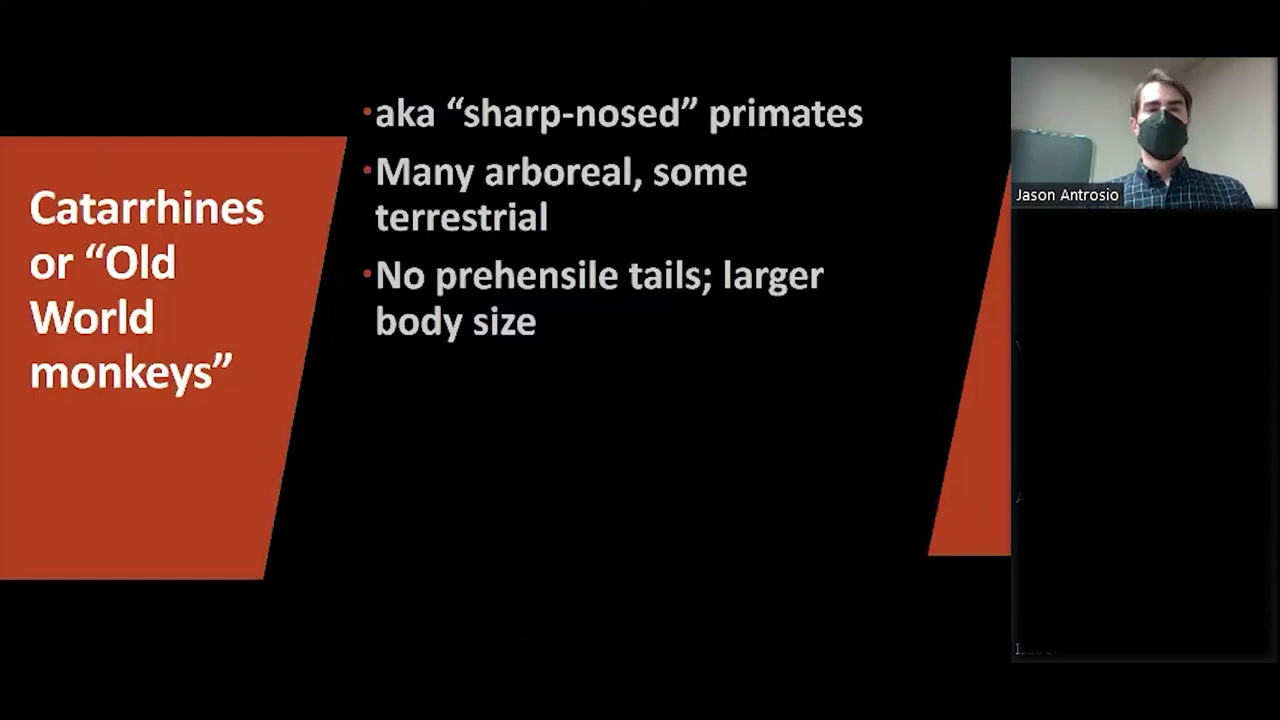 Catarrhines
or “Old
World
monkeys”
•aka “sharp-nosed” primates
•Many arboreal, some
terrestrial
•No prehensile tails; larger
body size
Jason Antrosio